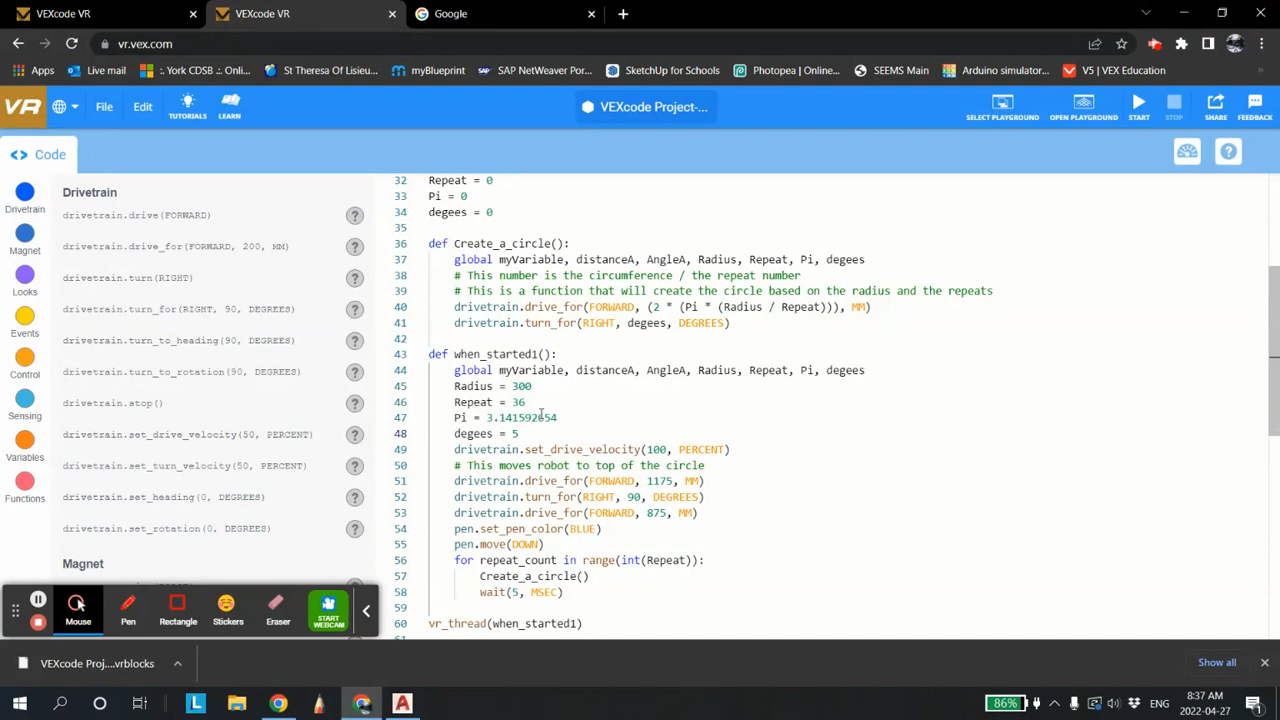 VEXcode VR
VEXcode VR
Google
vr.vex.com
Apps
Live mail
: York CDSB :: Onli...
St Theresa Of Lisieu...
myBlueprint
SAP NetWeaver Por...
SketchUp for Schools
Photopea | Online...
SEEMS Main
Arduino simulator...
V5 | VEX Education
VR
File
Edit
TUTORIALS
LEARN
VEXcode Project-...
SELECT PLAYGROUND
OPEN PLAYGROUND
START
STOP
SHARE
FEEDBACK
<> Code
Drivetrain
Magnet
Looks
Events
Control
Sensing
Variables
Functions
Drivetrain
drivetrain.drive(FORWARD)
drivetrain.drive_for(FORWARD, 200, MM)
drivetrain.turn(RIGHT)
drivetrain.turn_for(RIGHT, 90, DEGREES)
drivetrain.turn_to_heading(90, DEGREES)
drivetrain.turn_to_rotation(90, DEGREES)
drivetrain.stop()
drivetrain.set_drive_velocity(50, PERCENT)
drivetrain.set_turn_velocity(50, PERCENT)
drivetrain.set_heading(0, DEGREES)
drivetrain.set_rotation(0, DEGREES)
Magnet
32 Repeat = 0
33 Pi = 0
34 degees = 0
35
36 def Create_a_circle():
37 global myVariable, distanceA, AngleA, Radius, Repeat, Pi, degees
38 # This number is the circumference / the repeat number
39 # This is a function that will create the circle based on the radius and the repeats
40 drivetrain.drive_for(FORWARD, (2 * (Pi * (Radius / Repeat))), MM)
41 drivetrain.turn_for(RIGHT, degees, DEGREES)
42
43 def when_started1():
44 global myVariable, distanceA, AngleA, Radius, Repeat, Pi, degees
45 Radius = 300
46 Repeat = 36
47 Pi = 3.141592654
48 degees = 5
49 drivetrain.set_drive_velocity(100, PERCENT)
50 # This moves robot to top of the circle
51 drivetrain.drive_for(FORWARD, 1175, MM)
52 drivetrain.turn_for(RIGHT, 90, DEGREES)
53 drivetrain.drive_for(FORWARD, 875, MM)
54 pen.set_pen_color(BLUE)
55 pen.move(DOWN)
56 for repeat_count in range(int(Repeat)):
57 Create_a_circle()
58 wait(5, MSEC)
59
60 vr_thread(when_started1)
Mouse
Pen
Rectangle
Stickers
Eraser
START
WEBCAM
VEXcode Proj....vrblocks
Show all
86%
ENG
8:37 AM
2022-04-27